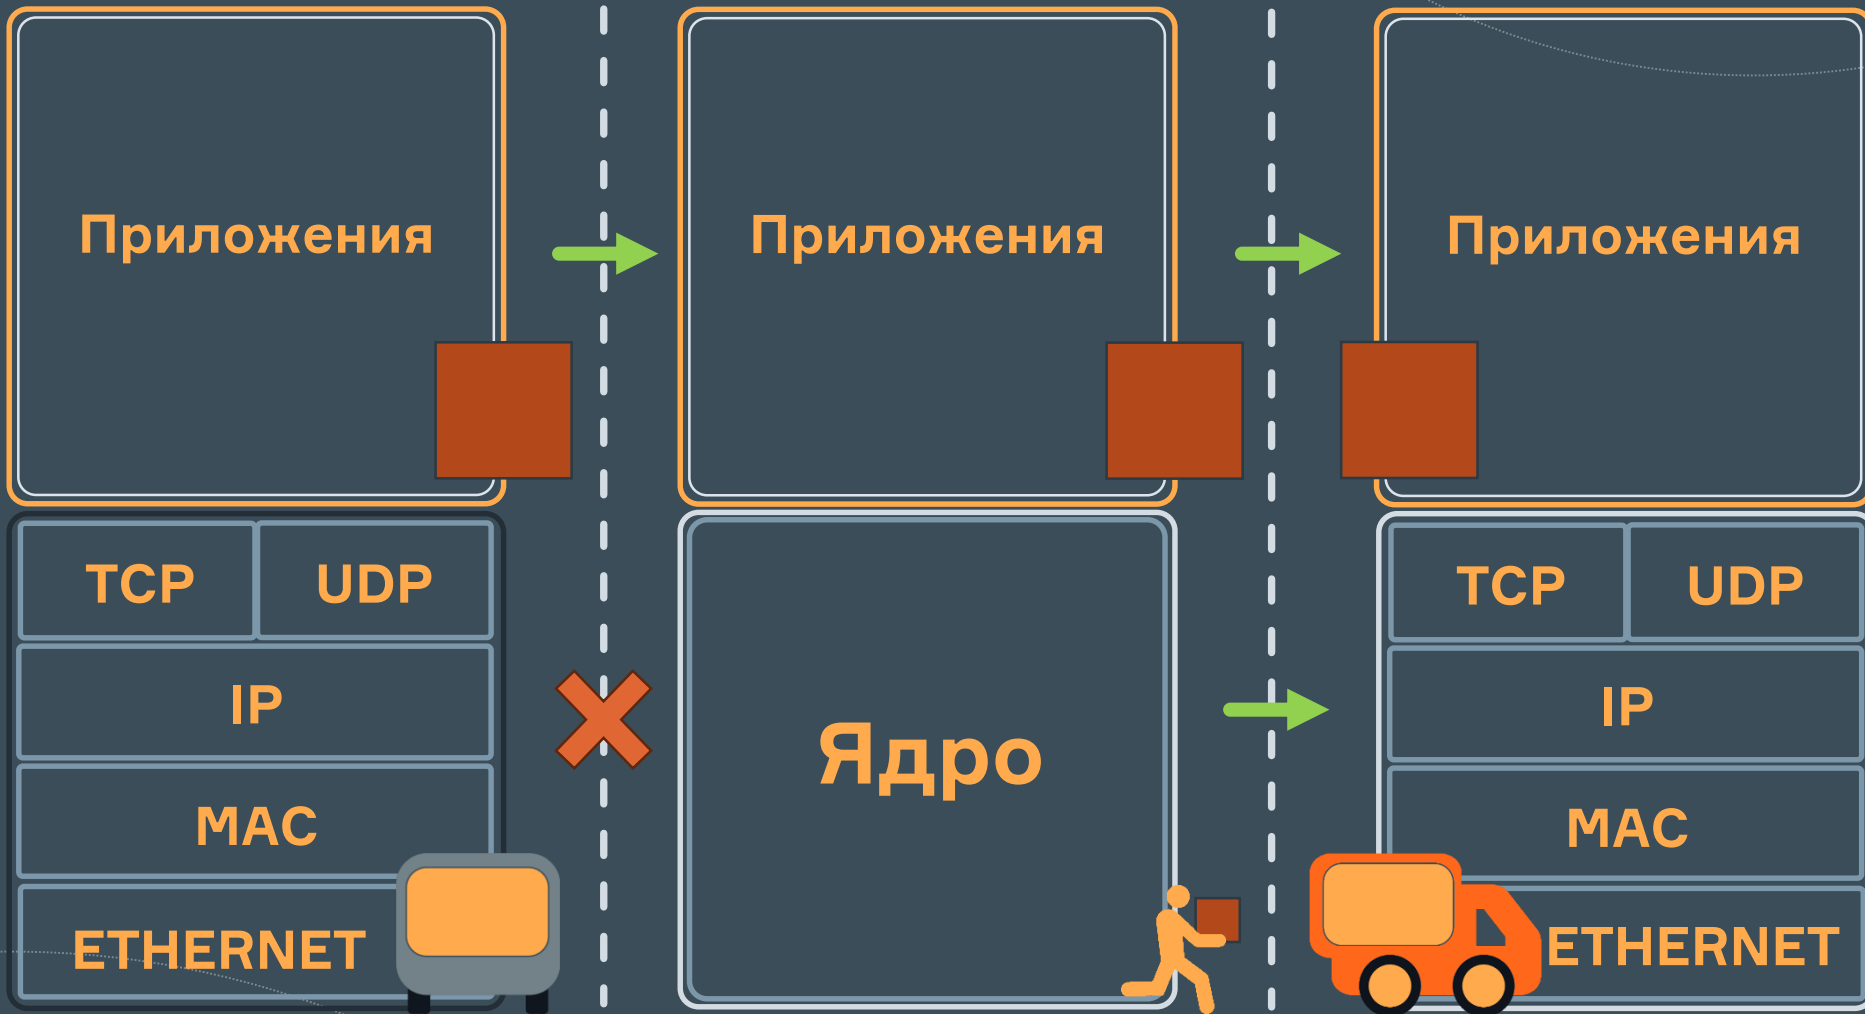 Приложения
Приложения
Приложения
TCP
UDP
IP
MAC
ETHERNET
Ядро
TCP
UDP
IP
MAC
ETHERNET